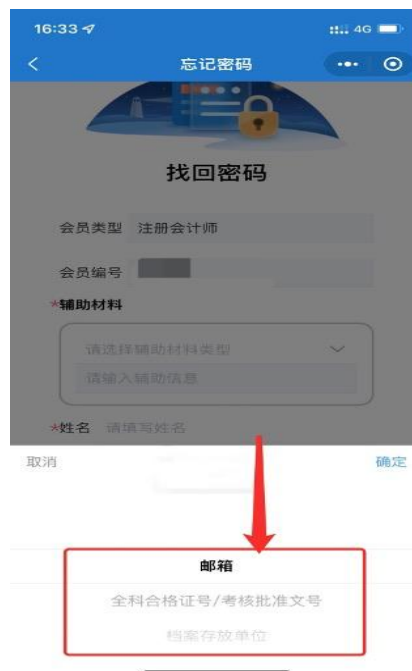 16:33 4G
忘记密码
找回密码
会员类型 注册会计师
会员编号
*辅助材料
请选择辅助材料类型
请输入辅助信息
*姓名 请填写姓名
取消 确定
邮箱
全科合格证号/考核批准文号
档案存放单位